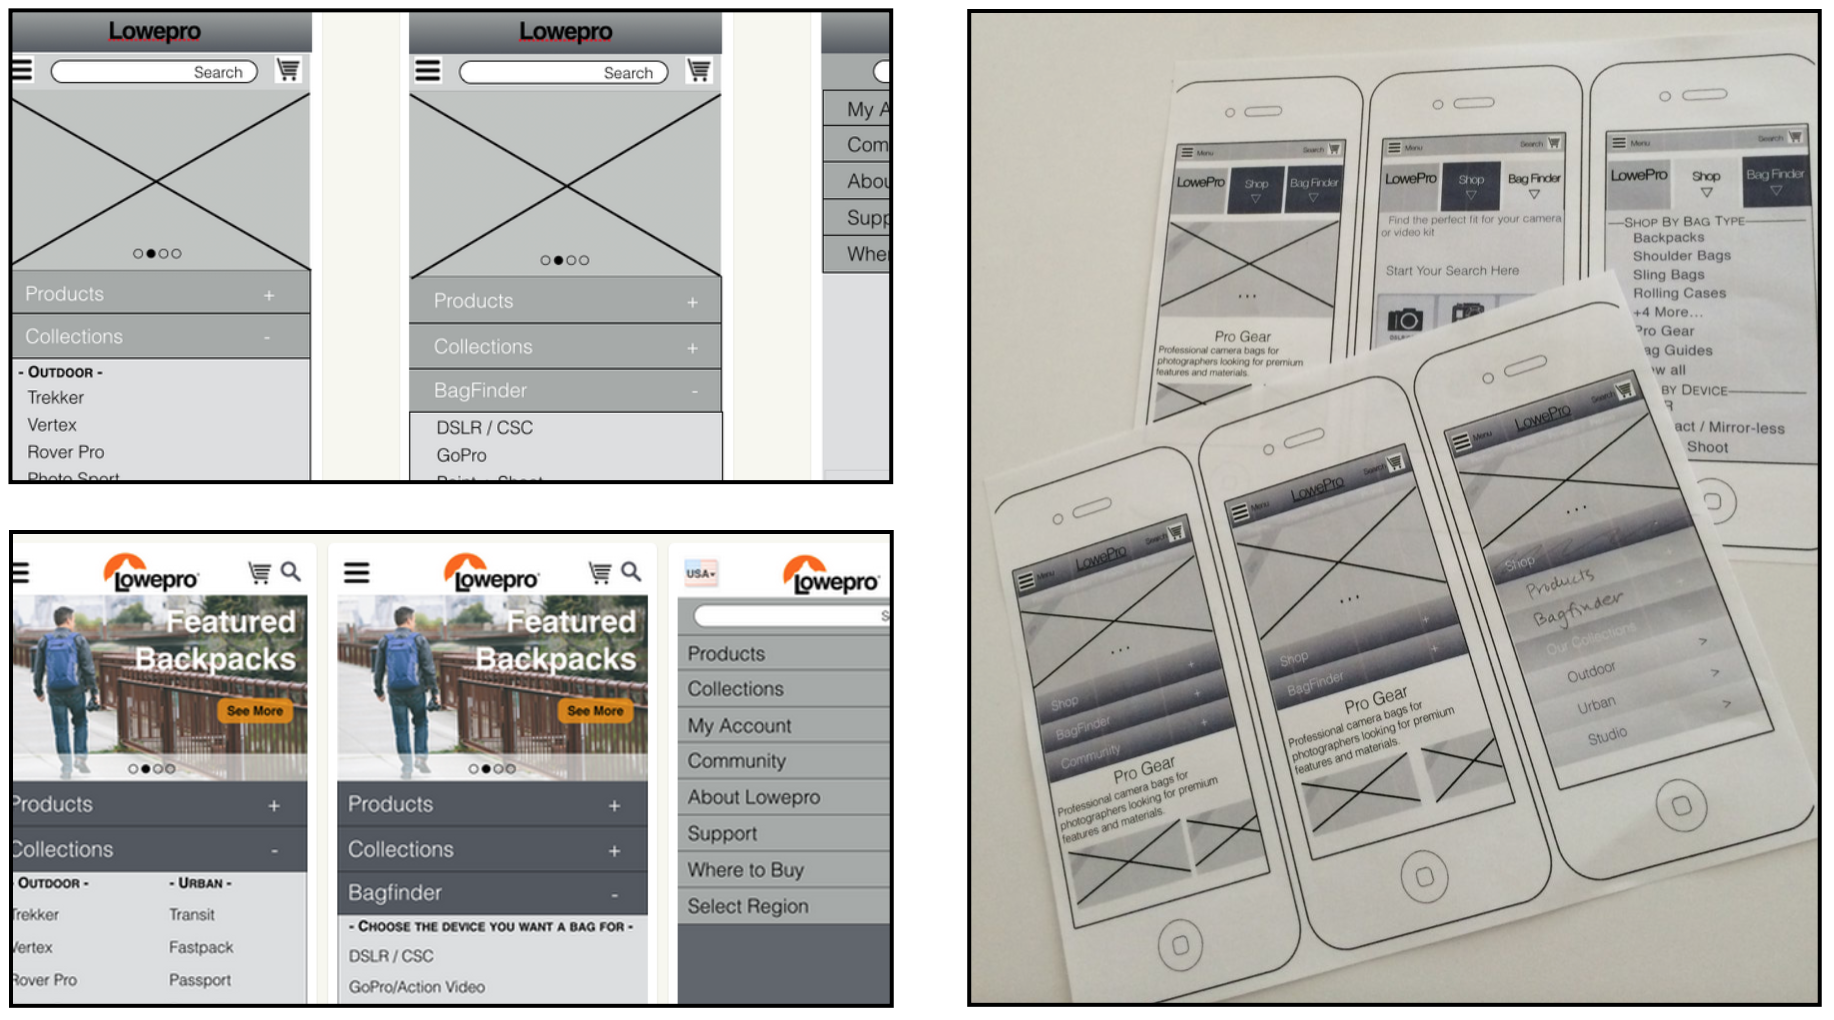 Lowepro
Search
Products +
Collections -
- OUTDOOR -
Trekker
Vertex
Rover Pro
Photo Sport
Lowepro
Search
Products +
Collections +
BagFinder -
DSLR / CSC
GoPro
My A
Com
Abou
Supp
Wher
Lowepro
Featured
Backpacks
See More
Products +
Collections -
OUTDOOR - - URBAN -
Trekker Transit
Vertex Fastpack
Rover Pro Passport
Lowepro
Featured
Backpacks
See More
Products +
Collections +
Bagfinder -
- CHOOSE THE DEVICE YOU WANT A BAG FOR -
DSLR / CSC
GoPro/Action Video
USA
Lowepro
S
Products
Collections
My Account
Community
About Lowepro
Support
Where to Buy
Select Region
Menu Search
LowePro Shop Bag Finder
Pro Gear
Professional camera bags for
photographers looking for premium
features and materials.
Menu Search
LowePro Shop Bag Finder
Find the perfect fit for your camera
or video kit
Start Your Search Here
Menu Search
LowePro Shop Bag Finder
SHOP BY BAG TYPE
Backpacks
Shoulder Bags
Sling Bags
Rolling Cases
+4 More...
Pro Gear
ag Guides
w all
BY DEVICE
R
act / Mirror-less
Shoot
Menu LowePro Search
Shop +
BagFinder +
Community +
Pro Gear
Professional camera bags for
photographers looking for premium
features and materials.
Menu LowePro Search
Shop +
BagFinder +
Pro Gear
Professional camera bags for
photographers looking for premium
features and materials.
Menu LowePro Search
Shop
Products
Bagfinder
Our Collections
Outdoor >
Urban >
Studio >